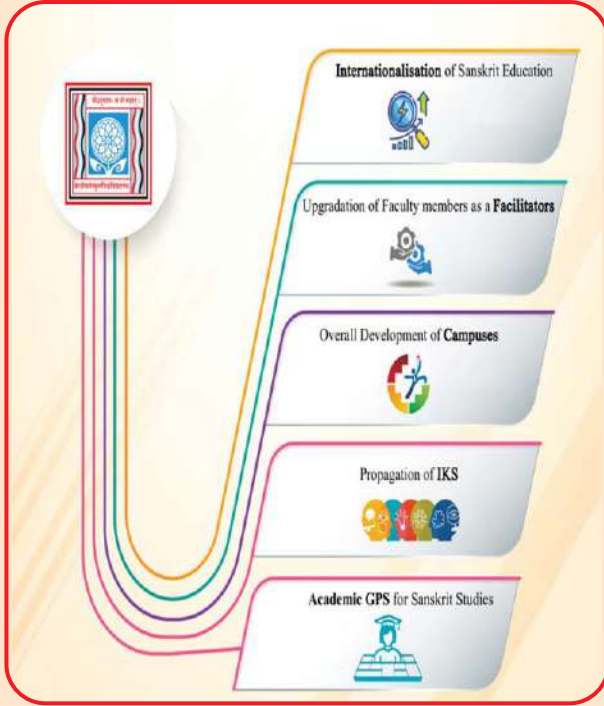 Internationalisation of Sanskrit Education
Upgradation of Faculty members as a Facilitators
Overall Development of Campuses
Propagation of IKS
Academic GPS for Sanskrit Studies